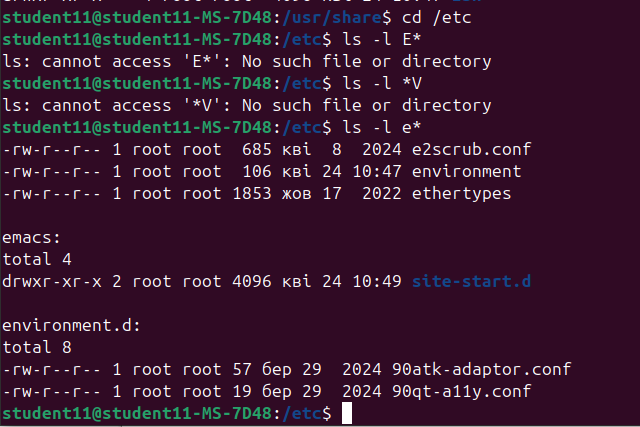 student11@student11-MS-7D48:/usr/share$ cd /etc
student11@student11-MS-7D48:/etc$ ls -l E*
ls: cannot access 'E*': No such file or directory
student11@student11-MS-7D48:/etc$ ls -l *V
ls: cannot access '*V': No such file or directory
student11@student11-MS-7D48:/etc$ ls -l e*
-rw-r--r-- 1 root root  685 кві  8  2024 e2scrub.conf
-rw-r--r-- 1 root root  106 кві 24 10:47 environment
-rw-r--r-- 1 root root 1853 жов 17  2022 ethertypes

emacs:
total 4
drwxr-xr-x 2 root root 4096 кві 24 10:49 site-start.d

environment.d:
total 8
-rw-r--r-- 1 root root 57 бер 29  2024 90atk-adaptor.conf
-rw-r--r-- 1 root root 19 бер 29  2024 90qt-a11y.conf
student11@student11-MS-7D48:/etc$